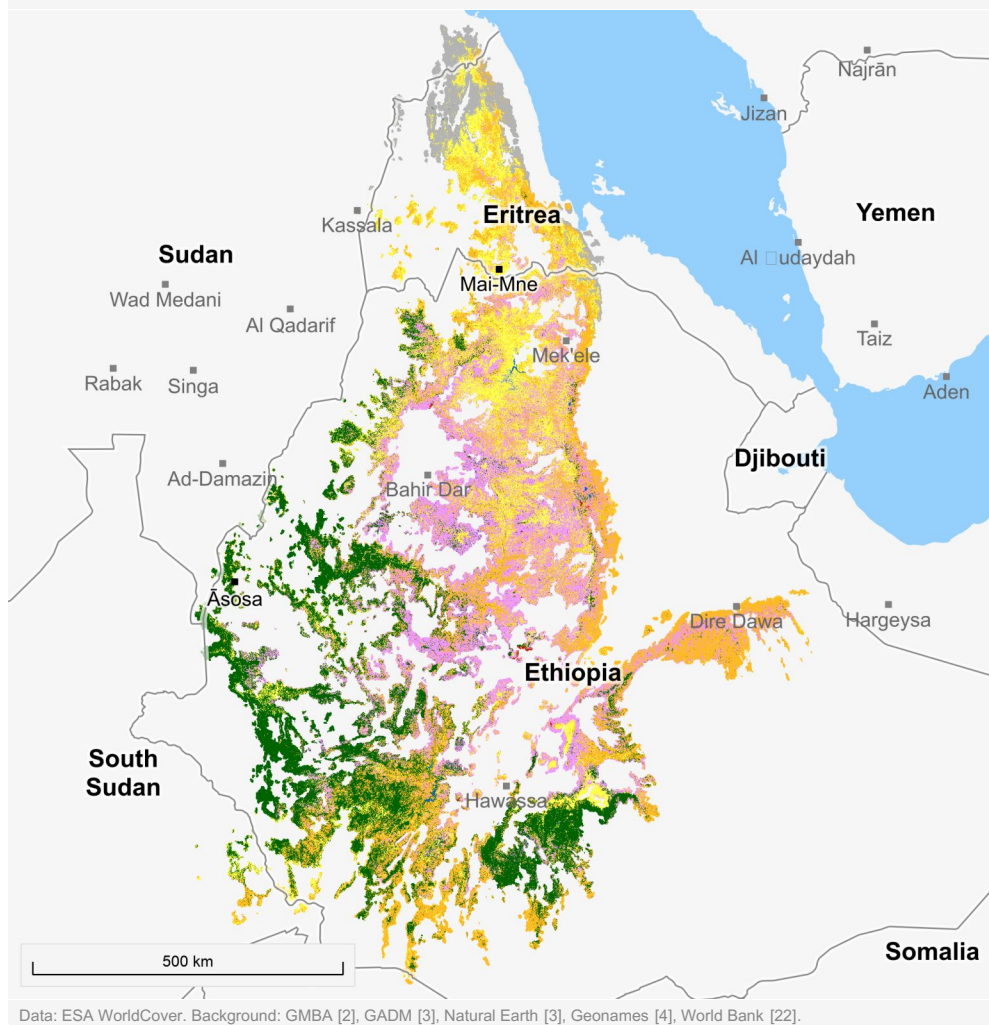 Najrān
Jizan
Kassala
Eritrea
Yemen
Sudan
Al □udaydah
Mai-Mne
Wad Medani
Al Qadarif
Taiz
Mek'ele
Rabak
Singa
Aden
Djibouti
Ad-Damazin
Bahir Dar
Āsosa
Dire Dawa
Hargeysa
Ethiopia
South
Sudan
Hawassa
Somalia
500 km
Data: ESA WorldCover. Background: GMBA [2], GADM [3], Natural Earth [3], Geonames [4], World Bank [22].